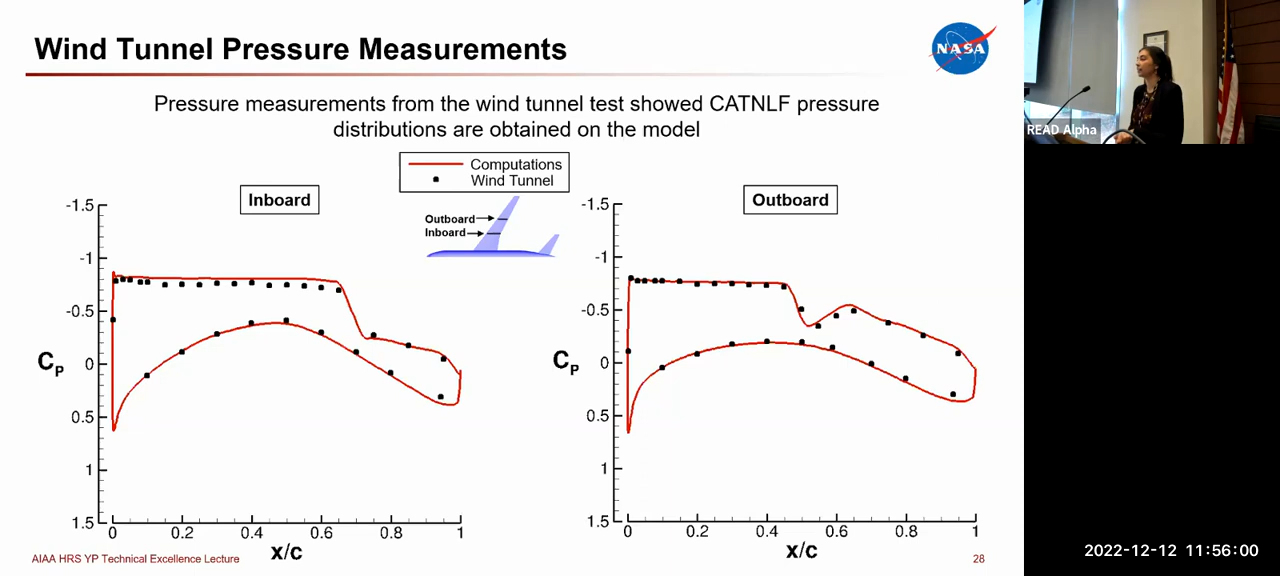 Wind Tunnel Pressure Measurements
NASA
READ Alpha
Pressure measurements from the wind tunnel test showed CATNLF pressure
distributions are obtained on the model
Computations
Wind Tunnel
Inboard
Outboard
Outboard
Inboard
-1.5
-1
-0.5
0
0.5
1
1.5
CP
0
0.2
0.4
0.6
0.8
1
x/c
-1.5
-1
-0.5
0
0.5
1
1.5
CP
0
0.2
0.4
0.6
0.8
1
x/c
AIAA HRS YP Technical Excellence Lecture
28
2022-12-12 11:56:00